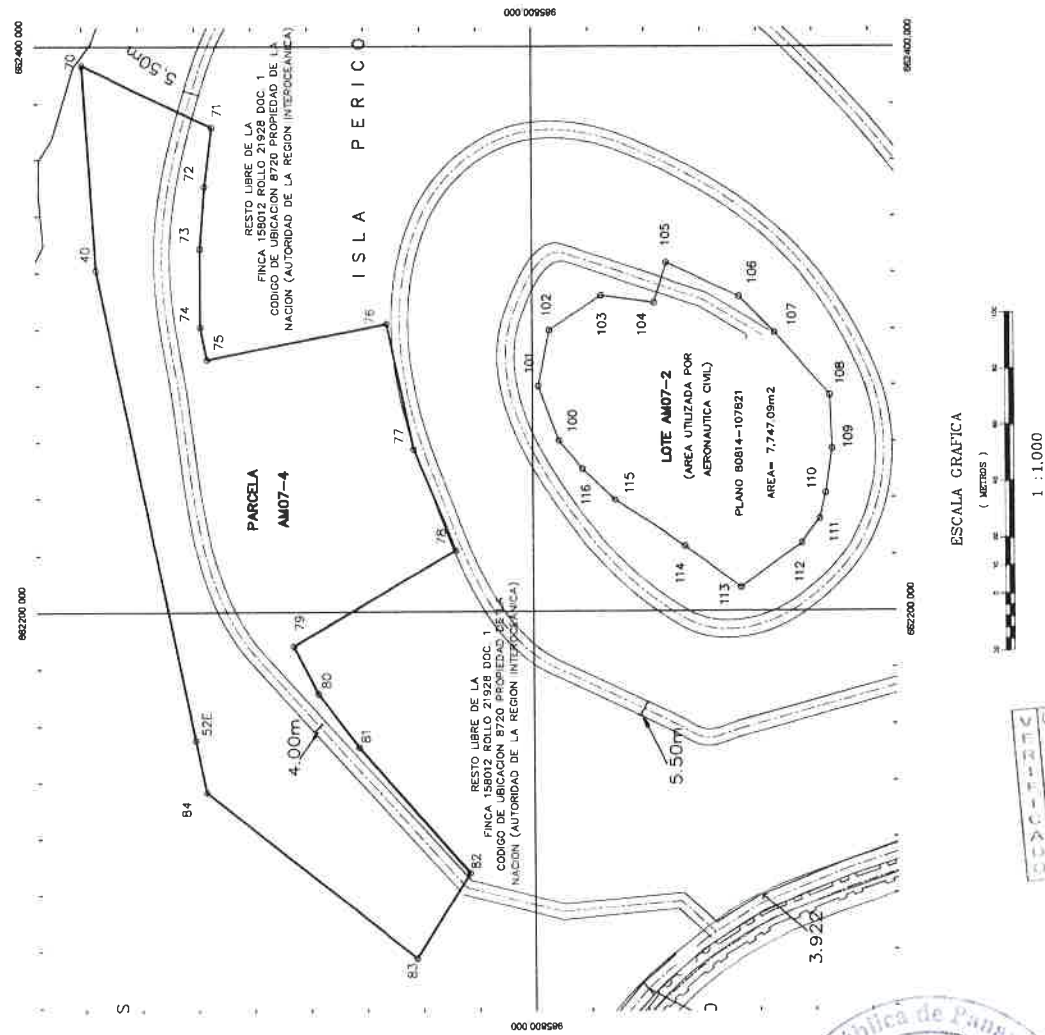 985800.000
662400 000
662400 000
70
5,50m
71
72
73
74
75
40
RESTO LIBRE DE LA
FINCA 158012 ROLLO 21928 DOC. 1
CODIGO DE UBICACION 8720 PROPIEDAD DE LA
NACION (AUTORIDAD DE LA REGION INTEROCEANICA)
ISLA PERICO
76
77
78
PARCELA
AM07-4
101
102
103
104
105
106
107
108
109
110
111
112
113
114
115
116
100
LOTE AM07-2
(AREA UTILIZADA POR
AERONAUTICA CIVIL)
PLANO 80814-107821
AREA= 7,747.09m2
662200 000
662200 000
79
80
81
52E
84
4.00m
RESTO LIBRE DE LA
FINCA 158012 ROLLO 21928 DOC. 1
CODIGO DE UBICACION 8720 PROPIEDAD DE LA
NACION (AUTORIDAD DE LA REGION INTEROCEANICA)
5.50m
82
83
3.922
S
985800 000
ESCALA GRAFICA
( METROS )
1 : 1.000
VERIFICADO